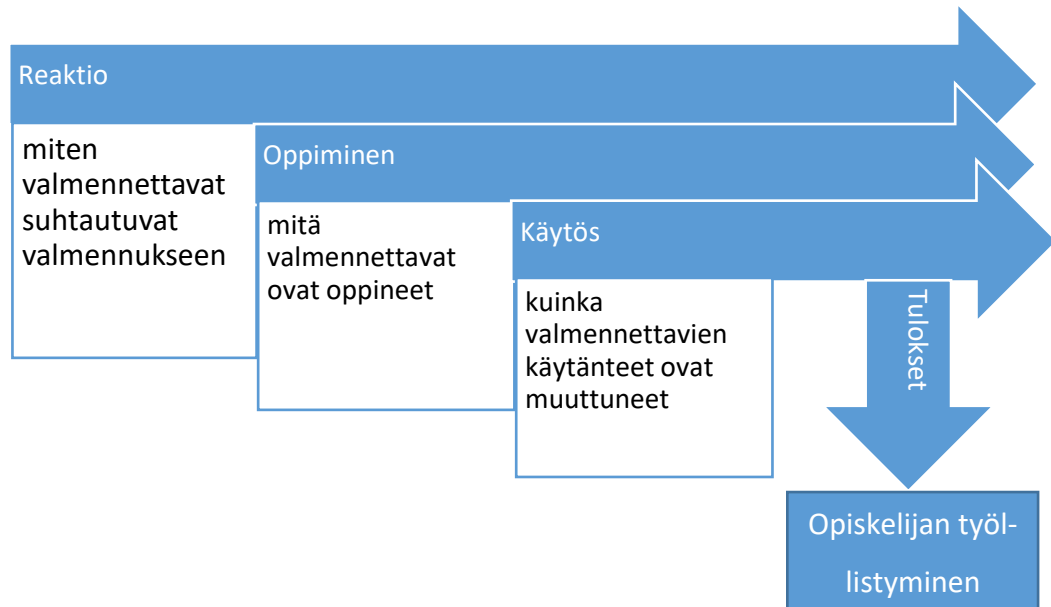 Reaktio
miten
valmennettavat
suhtautuvat
valmennukseen
Oppiminen
mitä
valmennettavat
ovat oppineet
Käytös
kuinka
valmennettavien
käytänteet ovat
muuttuneet
Tulokset
Opiskelijan työl-
listyminen